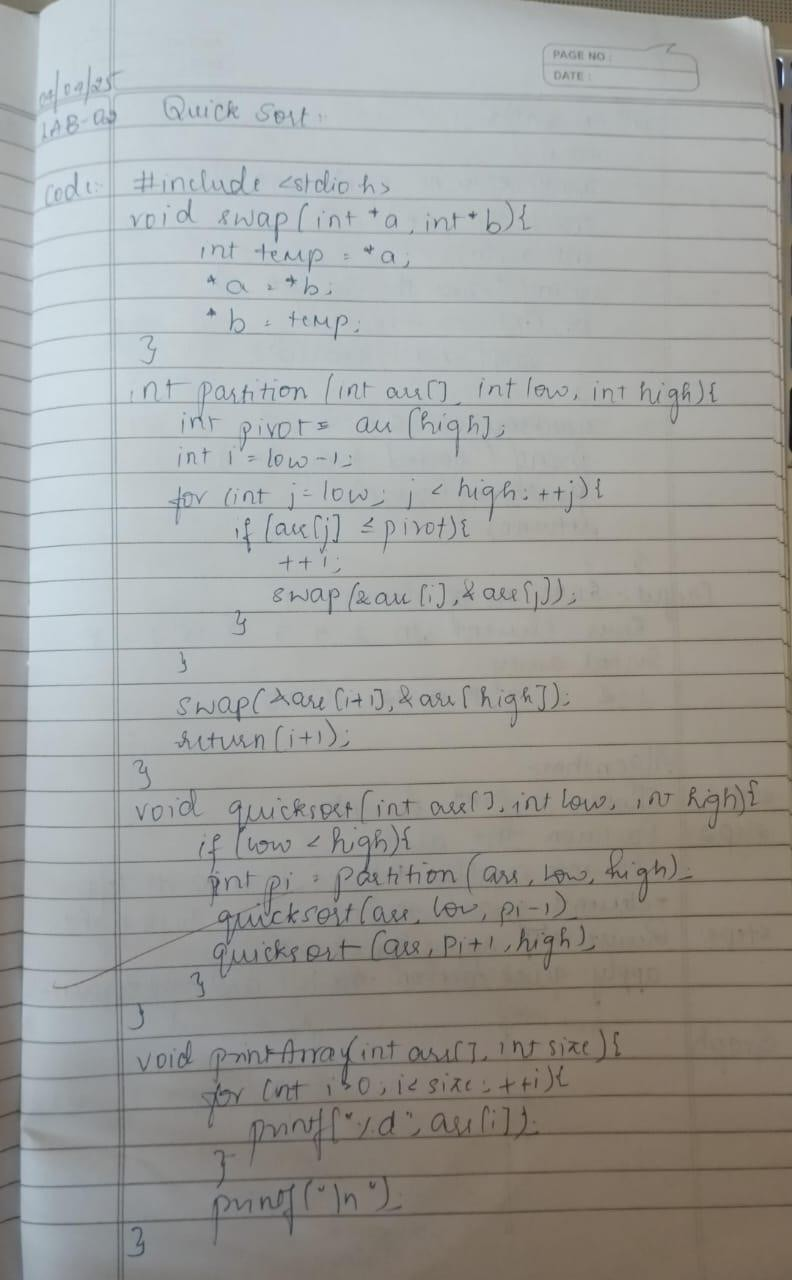 PAGE NO :
DATE :
04/09/25
LAB-02 Quick Sort.
Code:- #include <stdio.h>
void swap(int *a, int *b){
int temp = *a;
*a = *b;
*b = temp;
}
int partition (int arr[], int low, int high){
int pivot = arr[high];
int i = low-1;
for (int j=low; j < high; ++j){
if (arr[j] ≤ pivot){
++i;
swap(&arr[i], &arr[j]);
}
}
swap(&arr[i+1], &arr[high]);
return (i+1);
}
void quicksort(int arr[], int low, int high){
if (low < high){
int pi = partition (arr, low, high);
quicksort(arr, low, pi-1)
quicksort (arr, pi+1, high);
}
}
void printArray(int arr[], int size){
for (int i=0; i< size; ++i){
printf("%d", arr[i]);
}
printf("\n");
}